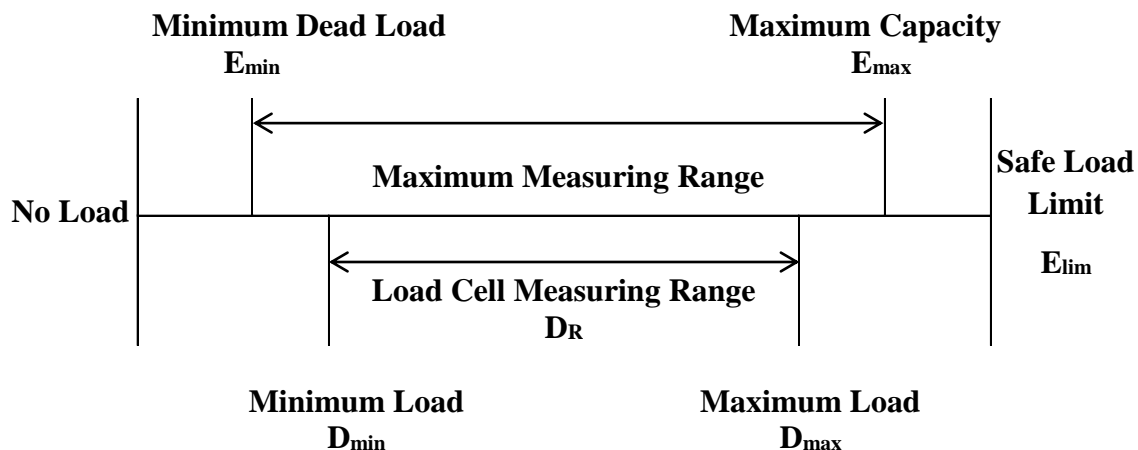 Minimum Dead Load
Emin
Maximum Capacity
Emax
Maximum Measuring Range
Safe Load
Limit
No Load
Elim
Load Cell Measuring Range
DR
Minimum Load
Dmin
Maximum Load
Dmax